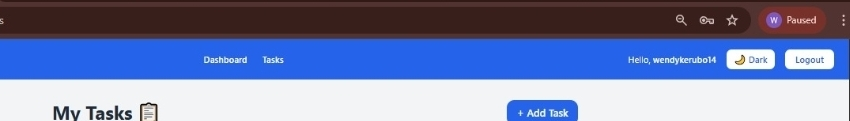 s
W Paused
Dashboard Tasks Hello, wendykerubo14 🌙 Dark Logout
My Tasks 📋 + Add Task